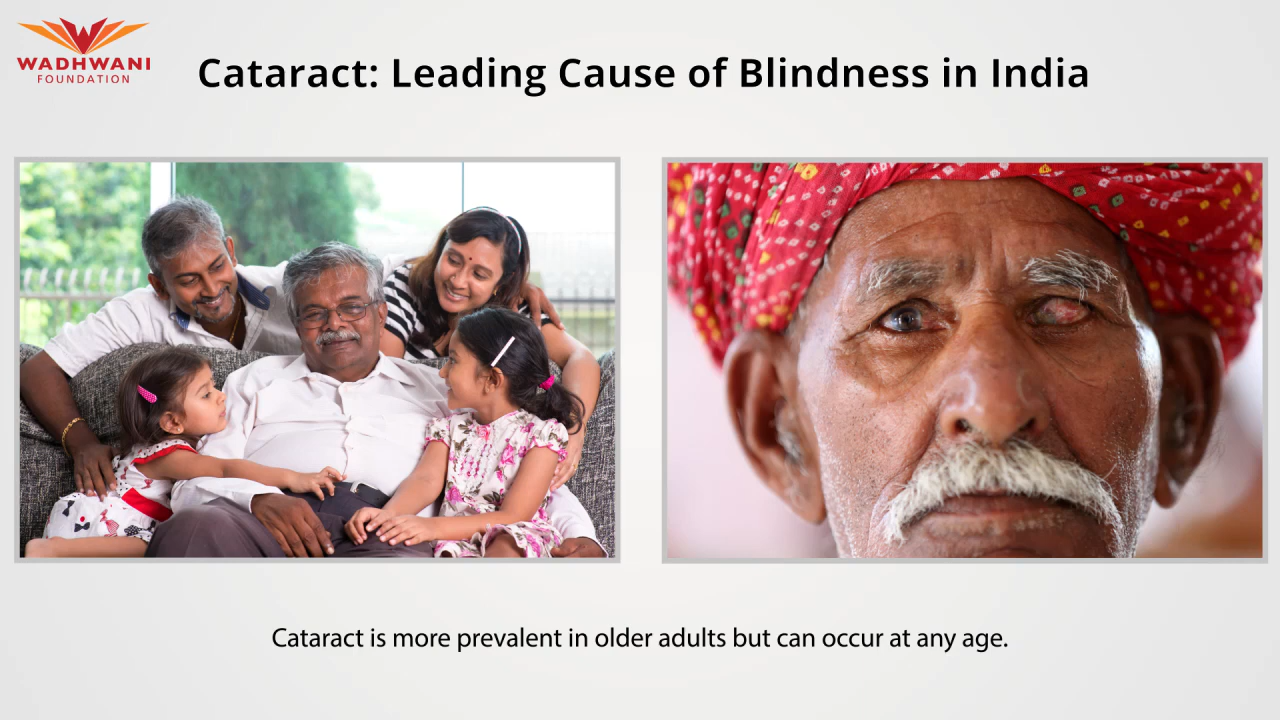 WADHWANI
FOUNDATION
Cataract: Leading Cause of Blindness in India
Cataract is more prevalent in older adults but can occur at any age.